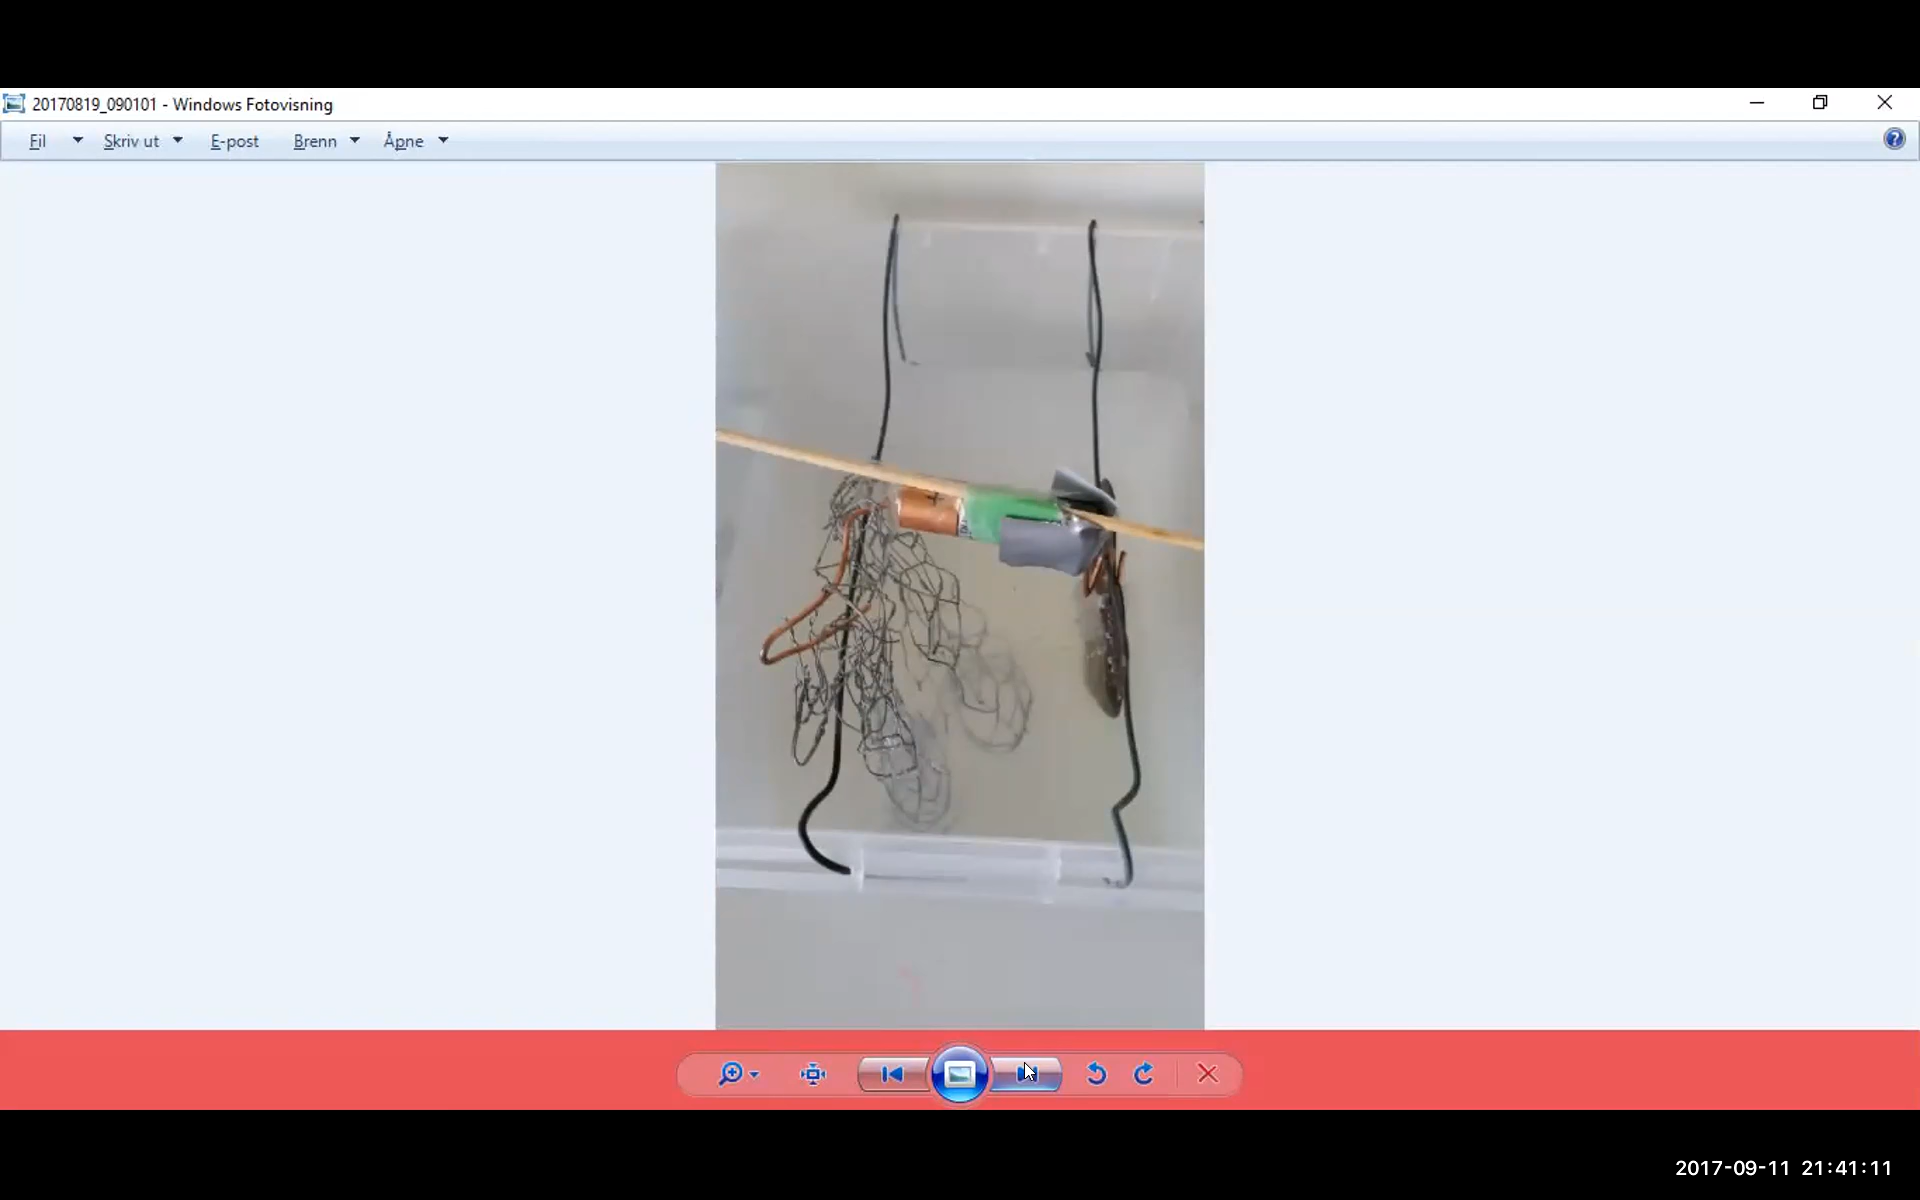 20170819_090101 - Windows Fotovisning
Fil Skriv ut E-post Brenn Åpne
2017-09-11 21:41:11